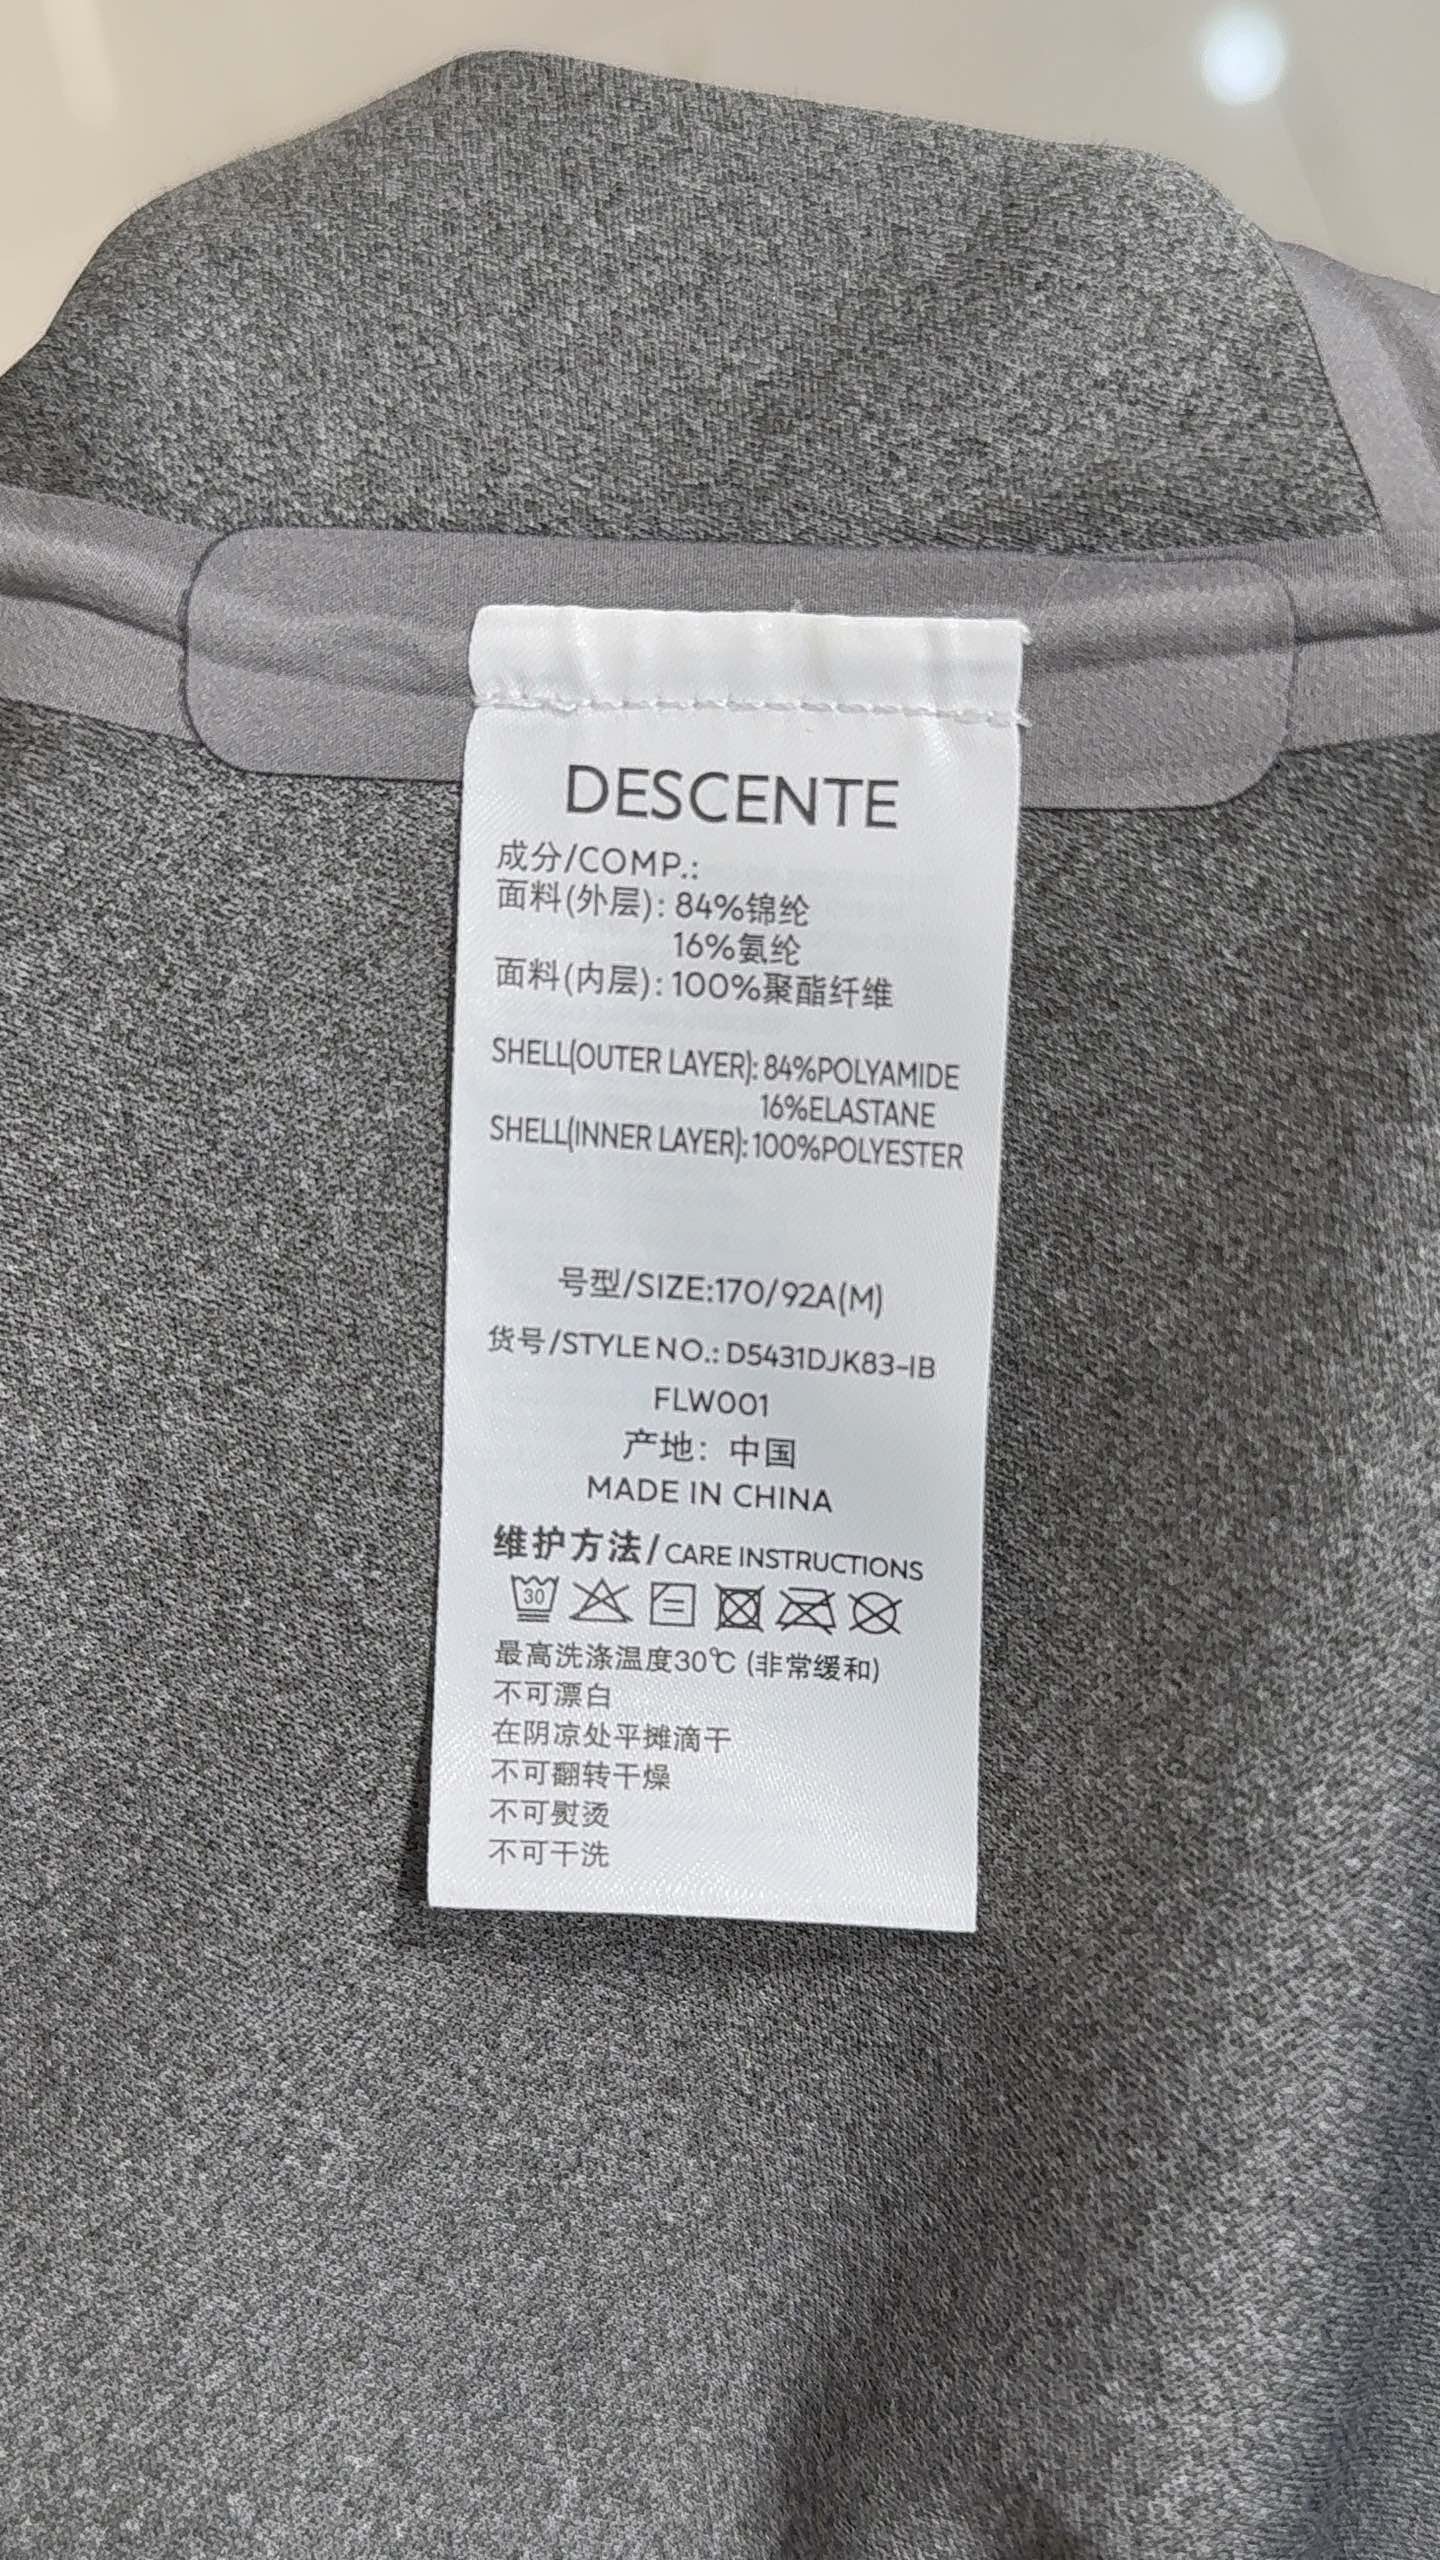 DESCENTE
成分/COMP.:
面料(外层): 84%锦纶
16%氨纶
面料(内层): 100%聚酯纤维
SHELL(OUTER LAYER): 84%POLYAMIDE
16%ELASTANE
SHELL(INNER LAYER): 100%POLYESTER
号型/SIZE:170/92A(M)
货号/STYLE NO.: D5431DJK83-IB
FLW001
产地: 中国
MADE IN CHINA
维护方法/CARE INSTRUCTIONS
30
最高洗涤温度30℃ (非常缓和)
不可漂白
在阴凉处平摊滴干
不可翻转干燥
不可熨烫
不可干洗